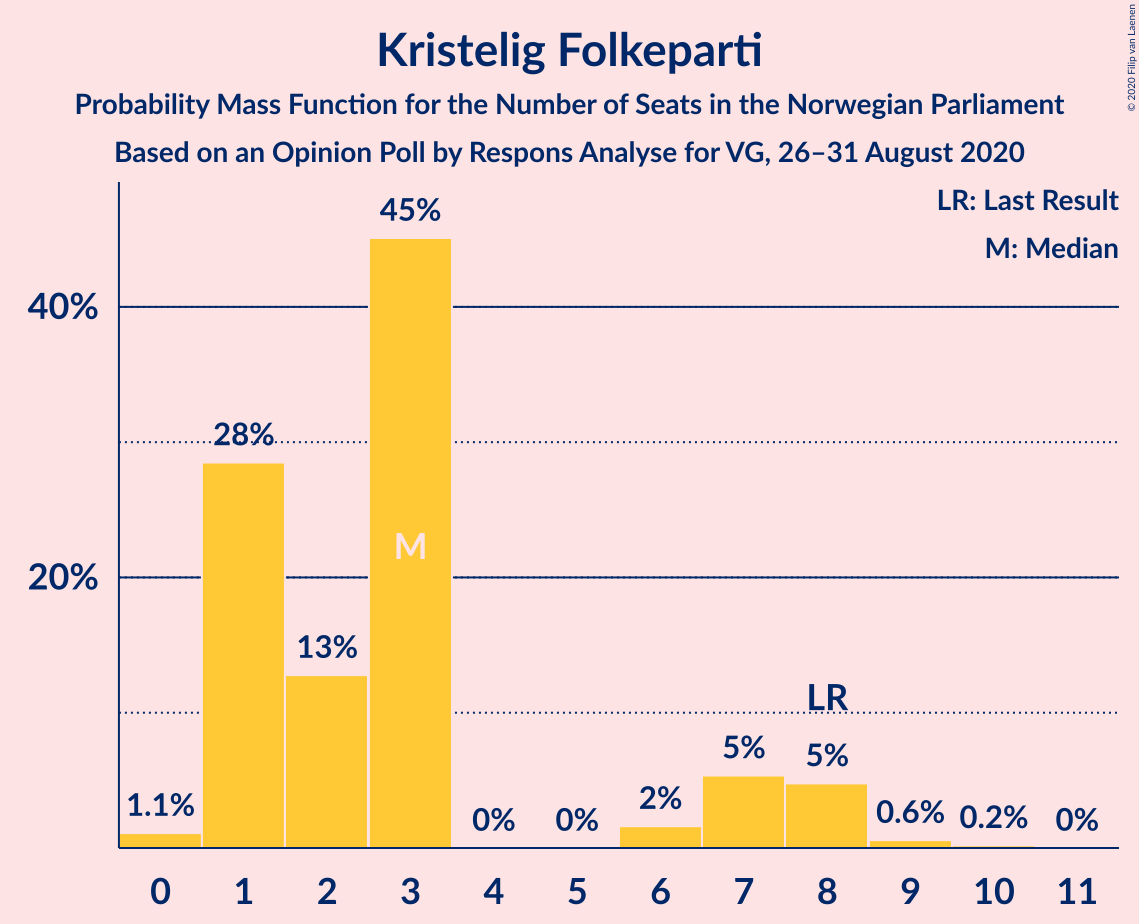 Kristelig Folkeparti
Probability Mass Function for the Number of Seats in the Norwegian Parliament
Based on an Opinion Poll by Respons Analyse for VG, 26–31 August 2020
© 2020 Filip van Laenen
LR: Last Result
M: Median
45%
40%
28%
M
20%
13%
LR
5%
5%
1.1%
2%
0%
0%
0.6%
0.2%
0%
0 1 2 3 4 5 6 7 8 9 10 11